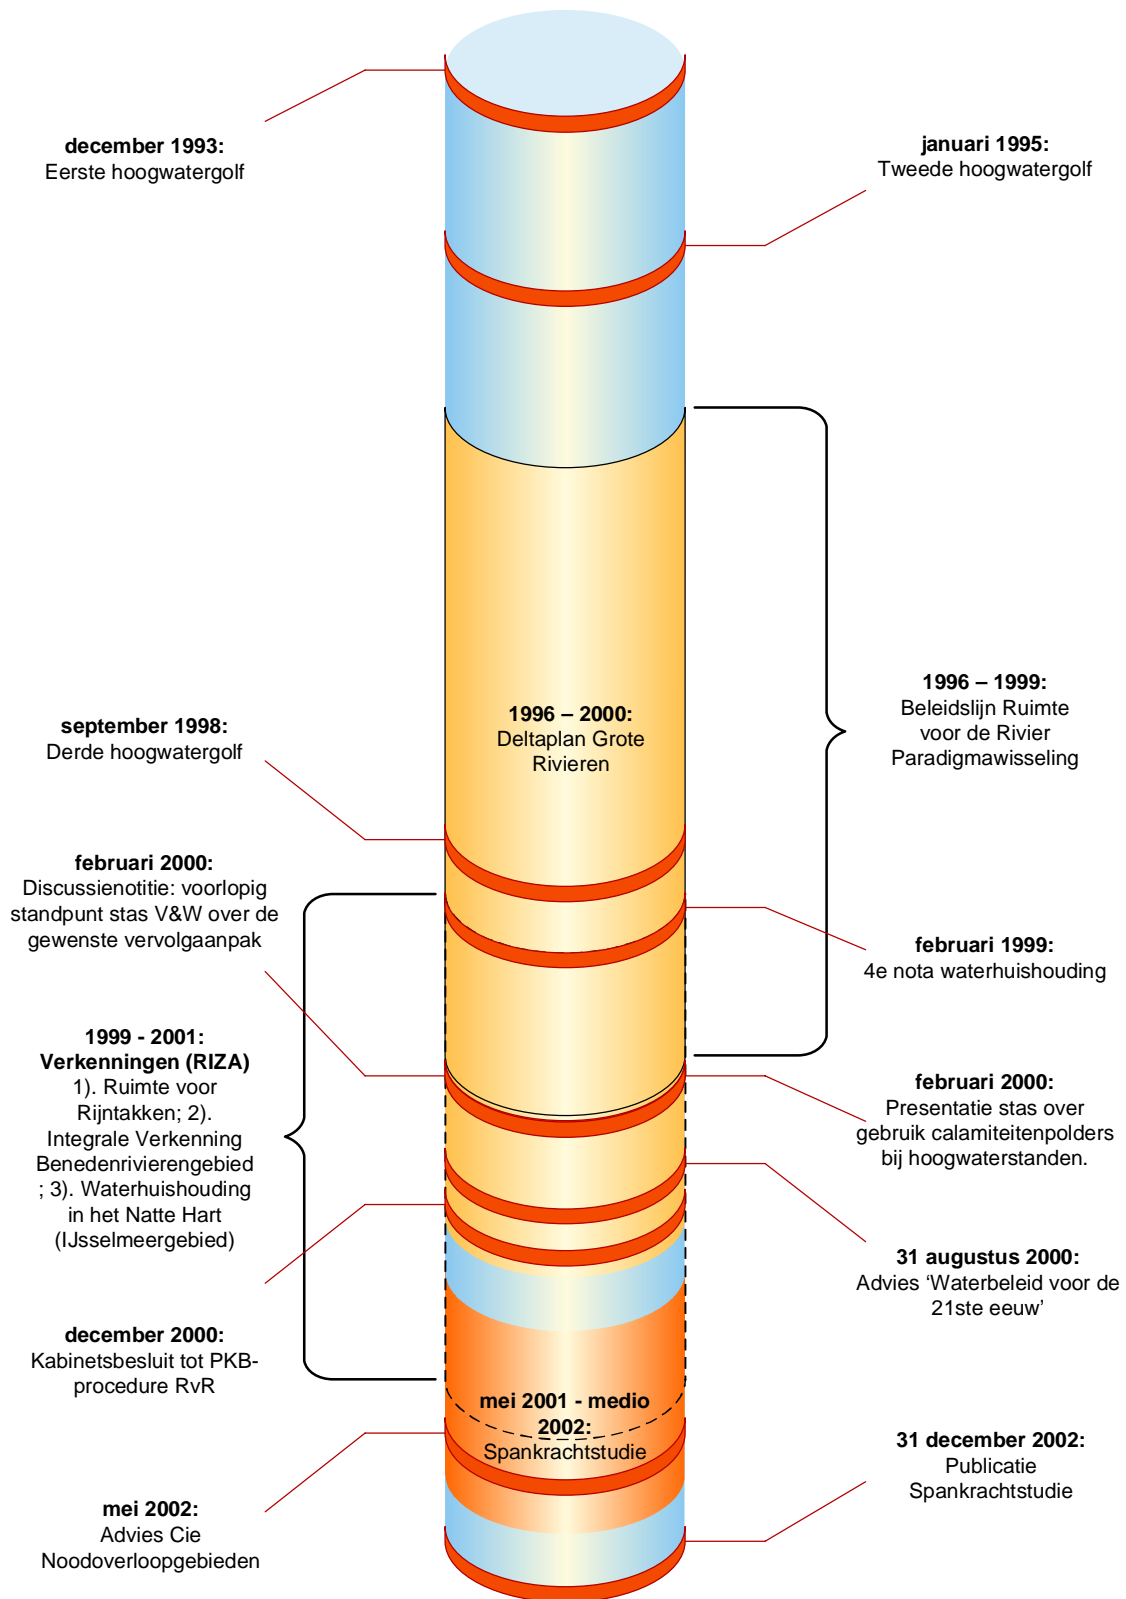 december 1993:
Eerste hoogwatergolf
januari 1995:
Tweede hoogwatergolf
1996 – 1999:
Beleidslijn Ruimte
voor de Rivier
Paradigmawisseling
1996 – 2000:
Deltaplan Grote
Rivieren
september 1998:
Derde hoogwatergolf
februari 2000:
Discussienotitie: voorlopig
standpunt stas V&W over de
gewenste vervolgaanpak
februari 1999:
4e nota waterhuishouding
1999 - 2001:
Verkenningen (RIZA)
1). Ruimte voor
Rijntakken; 2).
Integrale Verkenning
Benedenrivierengebied
; 3). Waterhuishouding
in het Natte Hart
(IJsselmeergebied)
februari 2000:
Presentatie stas over
gebruik calamiteitenpolders
bij hoogwaterstanden.
31 augustus 2000:
Advies ‘Waterbeleid voor de
21ste eeuw’
december 2000:
Kabinetsbesluit tot PKB-
procedure RvR
mei 2001 - medio
2002:
Spankrachtstudie
31 december 2002:
Publicatie
Spankrachtstudie
mei 2002:
Advies Cie
Noodoverloopgebieden